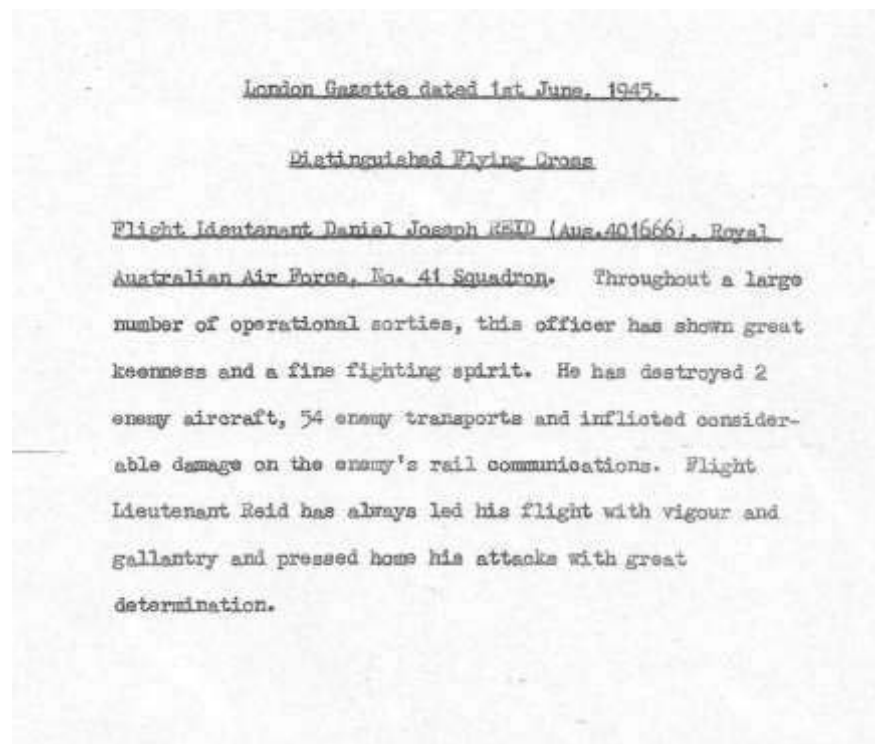 London Gazette dated 1st June, 1945.
Distinguished Flying Cross
Flight Lieutenant Daniel Joseph REID (Aus.401666), Royal
Australian Air Force, No. 41 Squadron. Throughout a large
number of operational sorties, this officer has shown great
keenness and a fine fighting spirit. He has destroyed 2
enemy aircraft, 54 enemy transports and inflicted consider-
able damage on the enemy's rail communications. Flight
Lieutenant Reid has always led his flight with vigour and
gallantry and pressed home his attacks with great
determination.